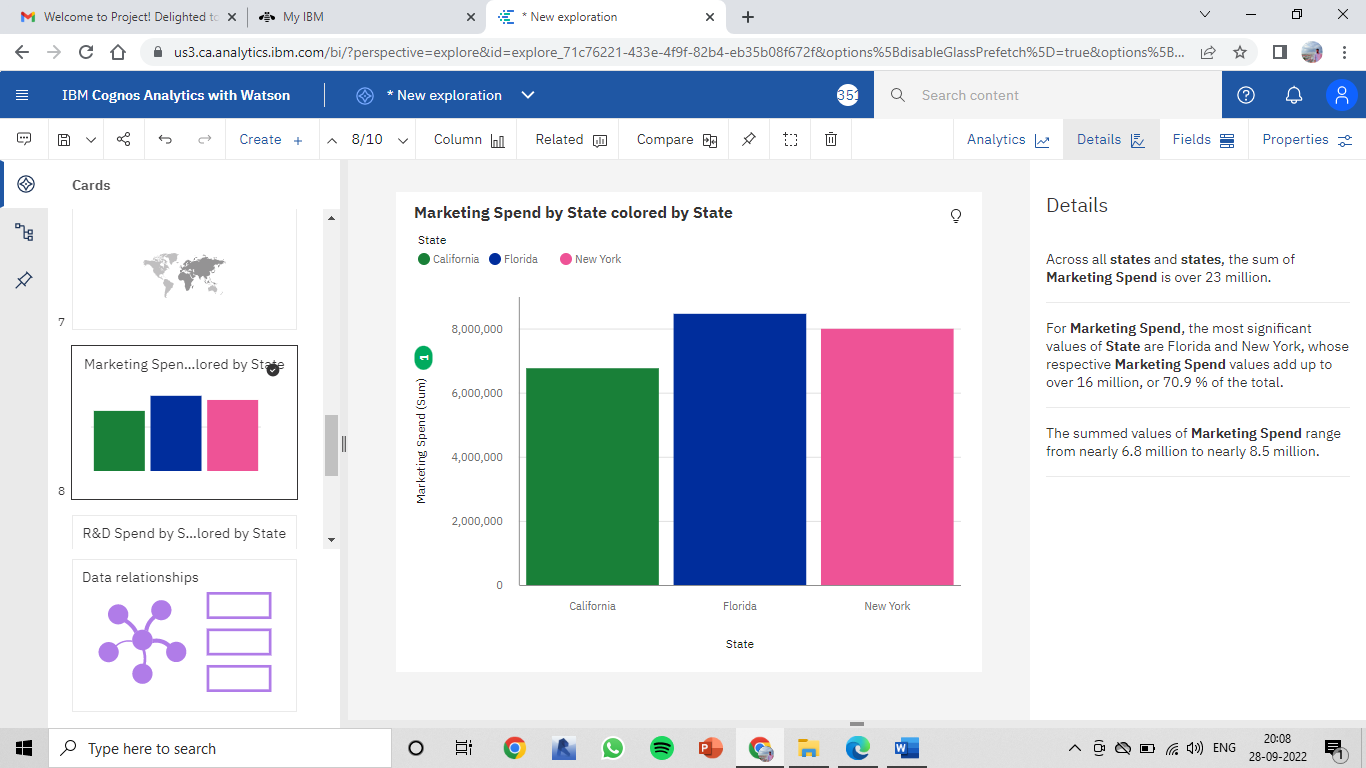 Welcome to Project! Delighted to
My IBM
* New exploration
us3.ca.analytics.ibm.com/bi/?perspective=explore&id=explore_71c76221-433e-4f9f-82b4-eb35b08f672f&options%5BdisableGlassPrefetch%5D=true&options%5B...
IBM Cognos Analytics with Watson
* New exploration
351
Search content
Create
8/10
Column
Related
Compare
Analytics
Details
Fields
Properties
Cards
7
Marketing Spen...lored by State
8
R&D Spend by S...lored by State
Data relationships
Marketing Spend by State colored by State
State
California
Florida
New York
8,000,000
6,000,000
4,000,000
2,000,000
0
1
Marketing Spend (Sum)
California
Florida
New York
State
Details
Across all states and states, the sum of
Marketing Spend is over 23 million.
For Marketing Spend, the most significant
values of State are Florida and New York, whose
respective Marketing Spend values add up to
over 16 million, or 70.9 % of the total.
The summed values of Marketing Spend range
from nearly 6.8 million to nearly 8.5 million.
Type here to search
ENG
20:08
28-09-2022
1